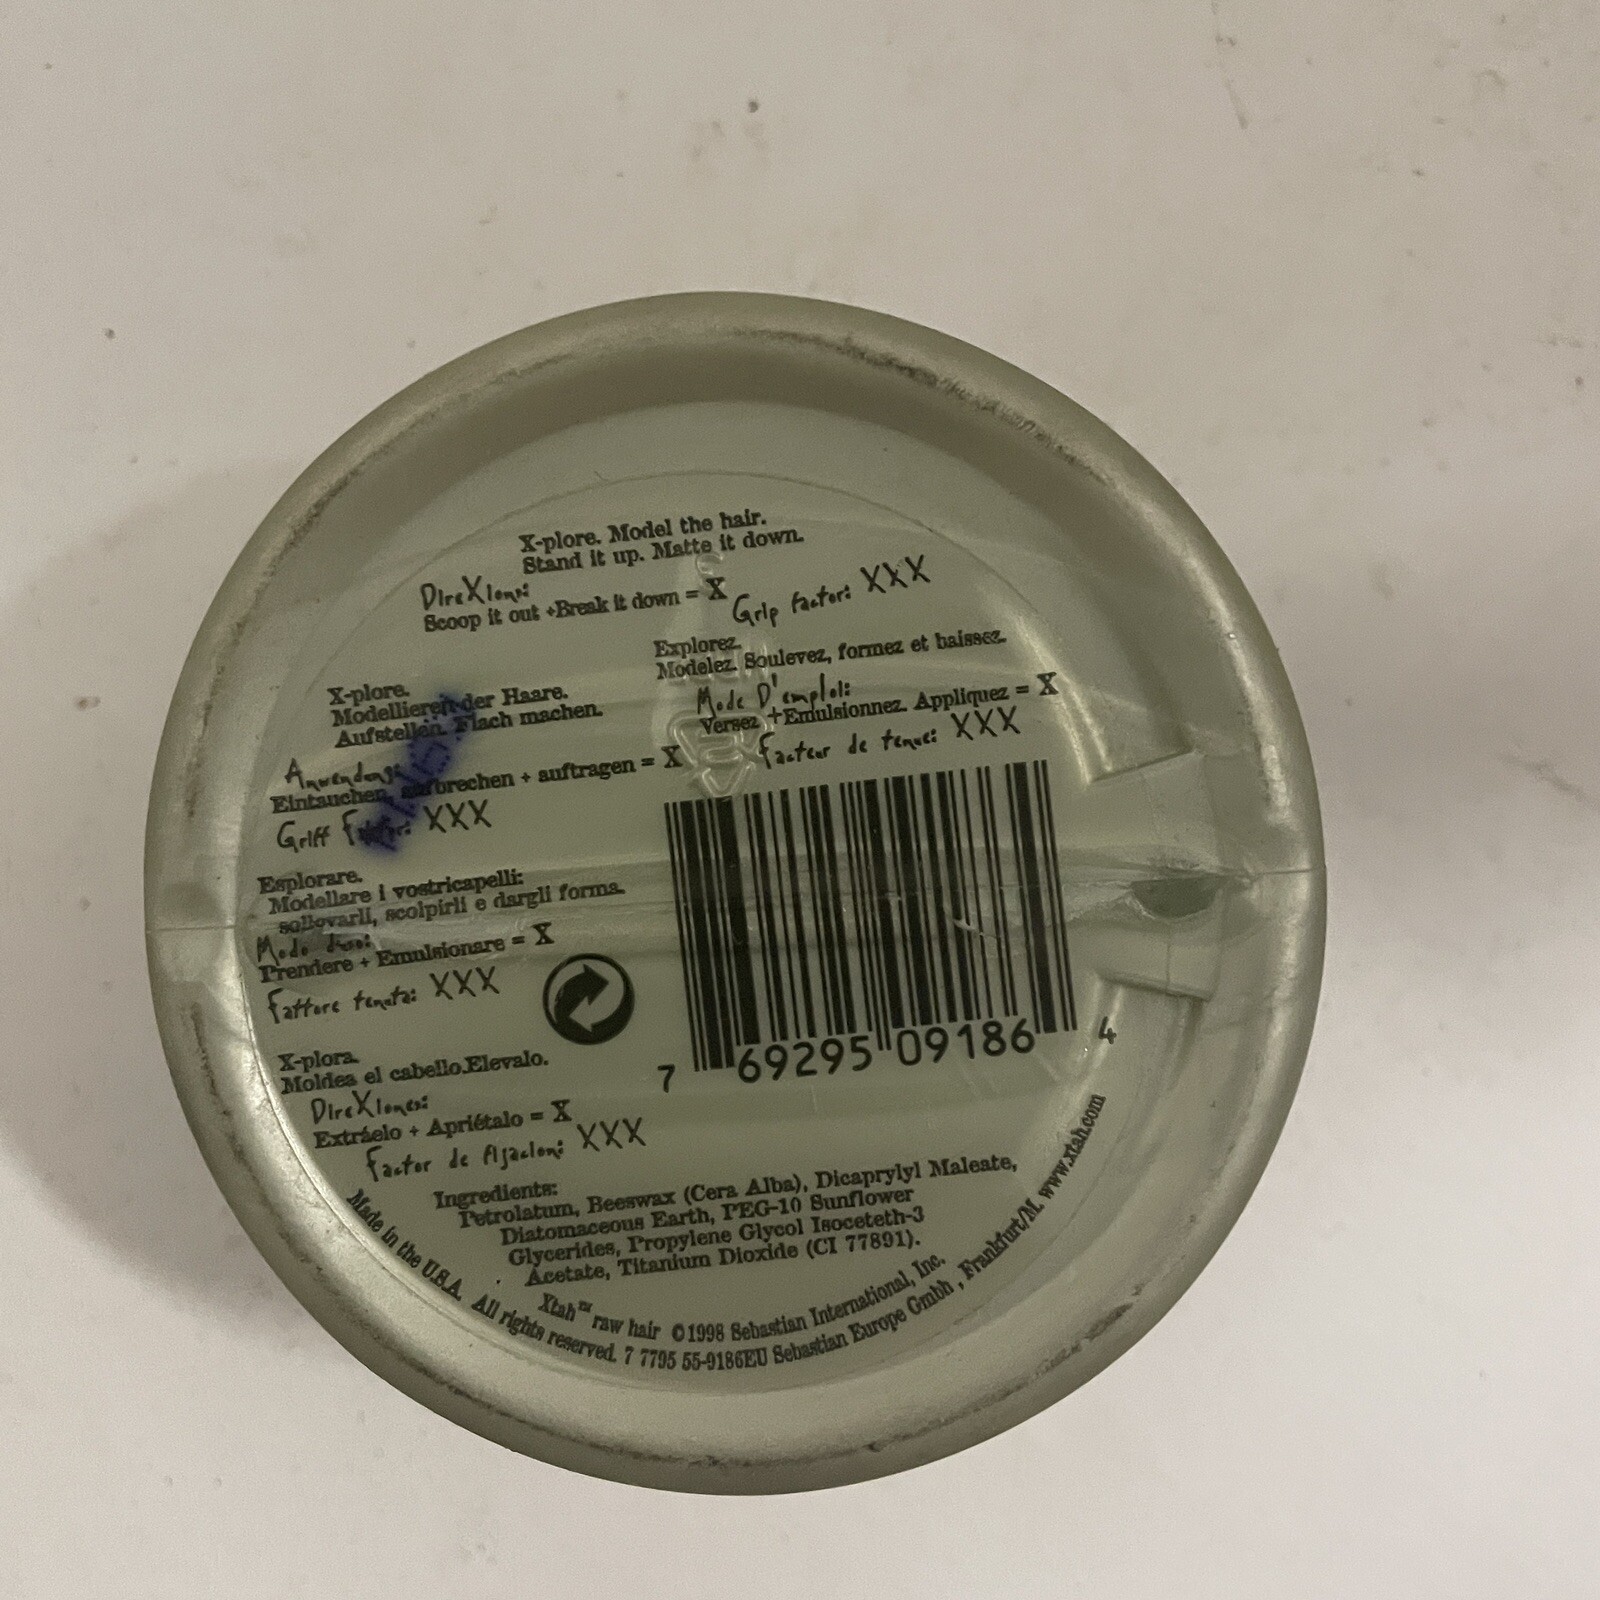 X-plore. Model the hair.
Stand it up. Matte it down.
DireXions:
Scoop it out +Break it down = X
Grip factor: XXX
Explorez.
Modelez. Soulevez, formez et baissez.
Mode D'emploi:
Versez +Emulsionnez. Appliquez = X
Facteur de tenue: XXX
X-plore.
Modellieren der Haare.
Aufstellen. Flach machen.
Anwendung:
Eintauchen, aufbrechen + auftragen = X
Griff Faktor: XXX
Esplorare.
Modellare i vostricapelli:
sollovarli, scolpirli e dargli forma.
Modo duso:
Prendere + Emulsionare = X
Fattore tenuta: XXX
X-plora.
Moldea el cabello.Elevalo.
DireXiones:
Extráelo + Apriétalo = X
Factor de fijacion: XXX
7 69295 09186 4
Ingredients:
Petrolatum, Beeswax (Cera Alba), Dicaprylyl Maleate,
Diatomaceous Earth, PEG-10 Sunflower
Glycerides, Propylene Glycol Isoceteth-3
Acetate, Titanium Dioxide (CI 77891).
Xtah™ raw hair ©1998 Sebastian International, Inc.
Made in the U.S.A. All rights reserved. 7 7795 55-9186EU Sebastian Europe Gmbh , Frankfurt/M. www.xtah.com